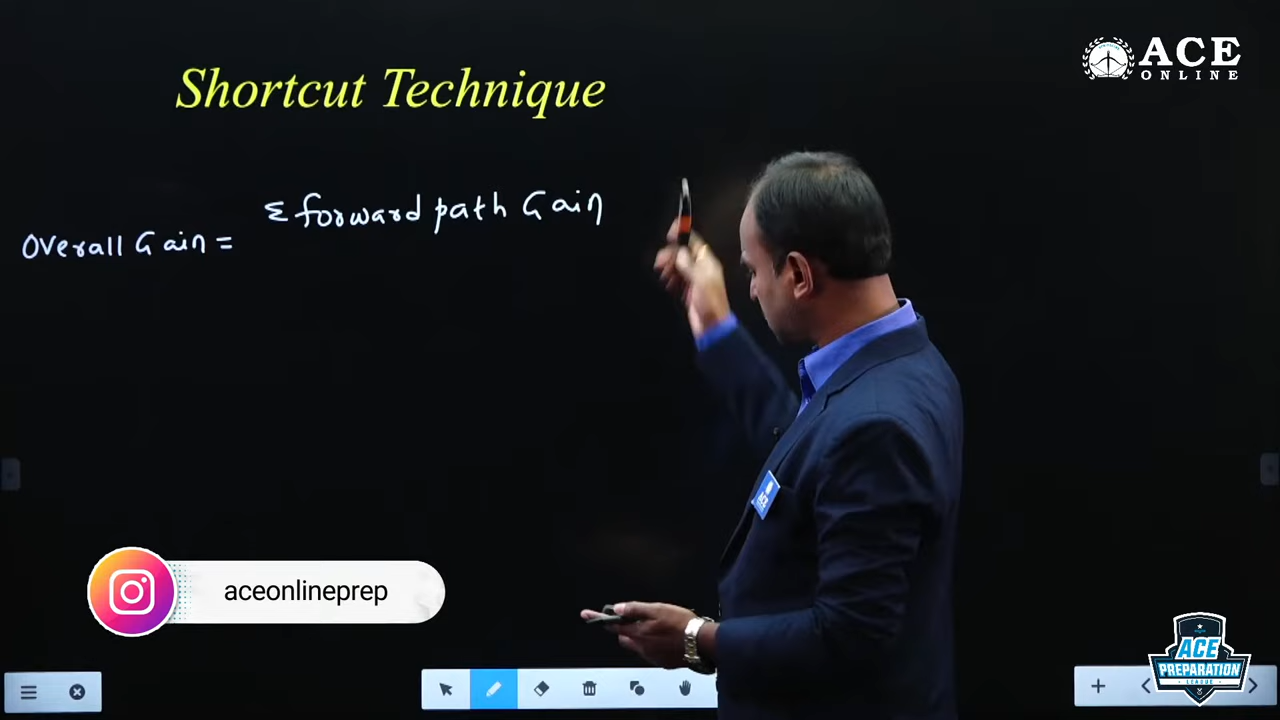 ACE
ONLINE
Shortcut Technique
Σ forward path Gain
Overall Gain =
aceonlineprep
ACE
PREPARATION
LEAGUE